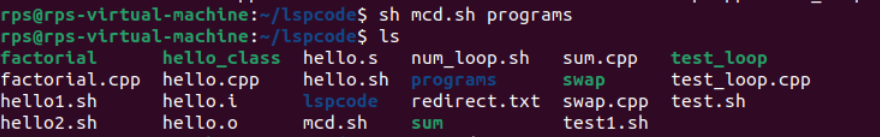 rps@rps-virtual-machine:~/lspcode$ sh mcd.sh programs
rps@rps-virtual-machine:~/lspcode$ ls
factorial hello_class hello.s num_loop.sh sum.cpp test_loop
factorial.cpp hello.cpp hello.sh programs swap test_loop.cpp
hello1.sh hello.i lspcode redirect.txt swap.cpp test.sh
hello2.sh hello.o mcd.sh sum test1.sh